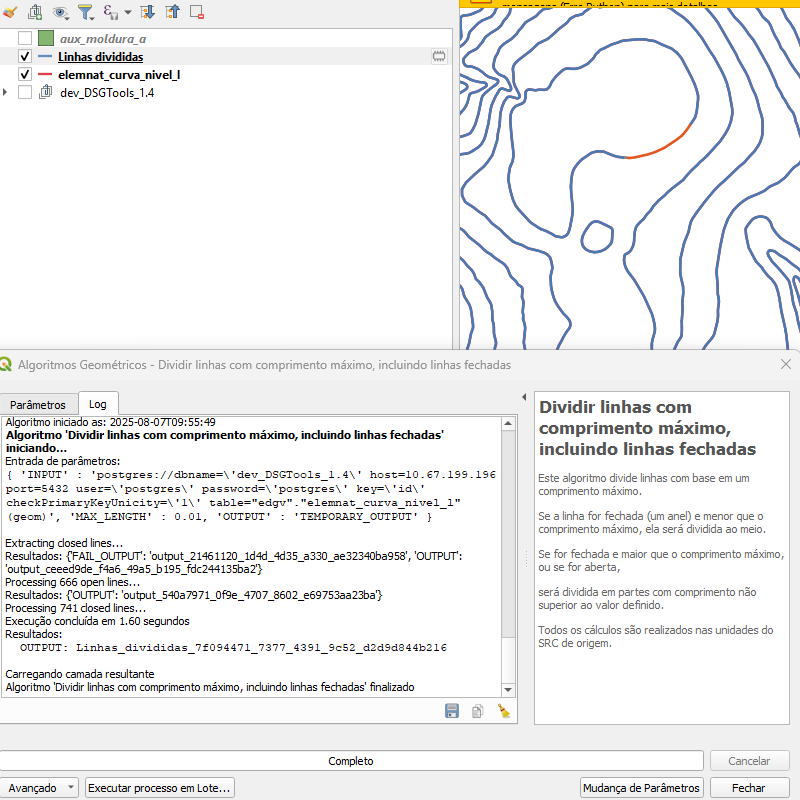 mensagens (Erro Python) para mais detalhes.
aux_moldura_a
Linhas divididas
elemnat_curva_nivel_l
dev_DSGTools_1.4
Algoritmos Geométricos - Dividir linhas com comprimento máximo, incluindo linhas fechadas
Parâmetros
Log
Algoritmo iniciado as: 2025-08-07T09:55:49
Algoritmo 'Dividir linhas com comprimento máximo, incluindo linhas fechadas'
iniciando…
Entrada de parâmetros:
{ 'INPUT' : 'postgres://dbname=\'dev_DSGTools_1.4\' host=10.67.199.196
port=5432 user=\'postgres\' password=\'postgres\' key=\'id\'
checkPrimaryKeyUnicity=\'1\' table="edgv"."elemnat_curva_nivel_l"
(geom)', 'MAX_LENGTH' : 0.01, 'OUTPUT' : 'TEMPORARY_OUTPUT' }
Extracting closed lines...
Resultados: {'FAIL_OUTPUT': 'output_21461120_1d4d_4d35_a330_ae32340ba958', 'OUTPUT':
'output_ceeed9de_f4a6_49a5_b195_fdc244135ba2'}
Processing 666 open lines...
Resultados: {'OUTPUT': 'output_540a7971_0f9e_4707_8602_e69753aa23ba'}
Processing 741 closed lines...
Execução concluída em 1.60 segundos
Resultados:
OUTPUT: Linhas_divididas_7f094471_7377_4391_9c52_d2d9d844b216
Carregando camada resultante
Algoritmo 'Dividir linhas com comprimento máximo, incluindo linhas fechadas' finalizado
Dividir linhas com
comprimento máximo,
incluindo linhas fechadas
Este algoritmo divide linhas com base em um
comprimento máximo.
Se a linha for fechada (um anel) e menor que o
comprimento máximo, ela será dividida ao meio.
Se for fechada e maior que o comprimento máximo,
ou se for aberta,
será dividida em partes com comprimento não
superior ao valor definido.
Todos os cálculos são realizados nas unidades do
SRC de origem.
Completo
Cancelar
Avançado
Executar processo em Lote…
Mudança de Parâmetros
Fechar